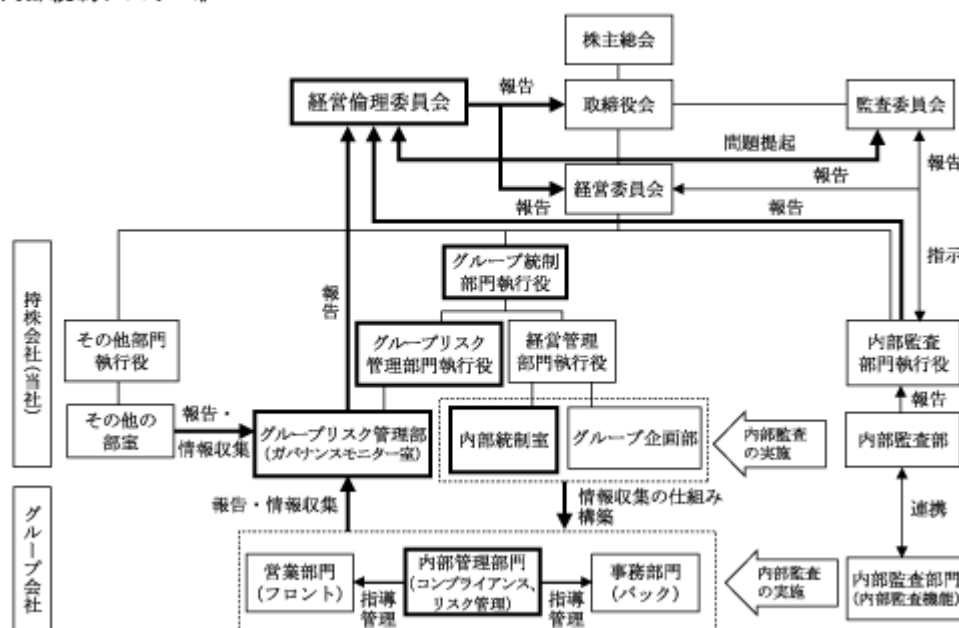 株主総会
経営倫理委員会
報告
取締役会
監査委員会
問題提起
報告
経営委員会
報告
報告
報告
指示
グループ統制
部門執行役
持株会社(当社)
報告
その他部門
執行役
グループリスク
管理部門執行役
経営管理
部門執行役
内部監査
部門執行役
報告
その他の
部室
報告・
情報収集
グループリスク管理部
(ガバナンスモニター室)
内部統制室
グループ企画部
内部監査
の実施
内部監査部
報告・情報収集
情報収集の仕組み
構築
連携
グループ会社
営業部門
(フロント)
指導
管理
内部管理部門
(コンプライアンス、
リスク管理)
指導
管理
事務部門
(バック)
内部監査
の実施
内部監査部門
(内部監査機能)